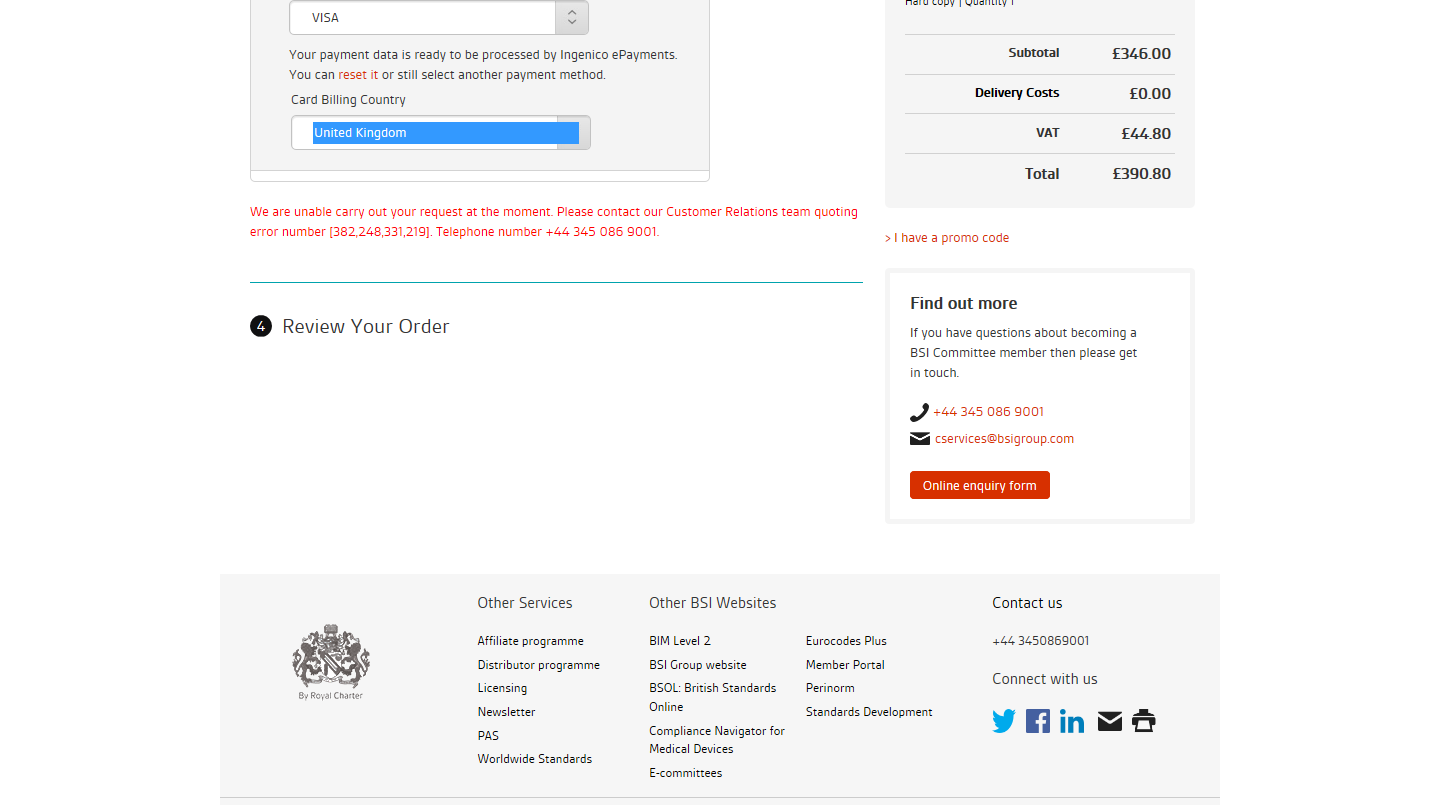 VISA
Your payment data is ready to be processed by Ingenico ePayments.
You can reset it or still select another payment method.
Card Billing Country
United Kingdom
We are unable carry out your request at the moment. Please contact our Customer Relations team quoting
error number [382,248,331,219]. Telephone number +44 345 086 9001.
4 Review Your Order
Hard copy | Quantity 1
Subtotal £346.00
Delivery Costs £0.00
VAT £44.80
Total £390.80
> I have a promo code
Find out more
If you have questions about becoming a
BSI Committee member then please get
in touch.
+44 345 086 9001
cservices@bsigroup.com
Online enquiry form
By Royal Charter
Other Services
Affiliate programme
Distributor programme
Licensing
Newsletter
PAS
Worldwide Standards
Other BSI Websites
BIM Level 2
BSI Group website
BSOL: British Standards
Online
Compliance Navigator for
Medical Devices
E-committees
Eurocodes Plus
Member Portal
Perinorm
Standards Development
Contact us
+44 3450869001
Connect with us